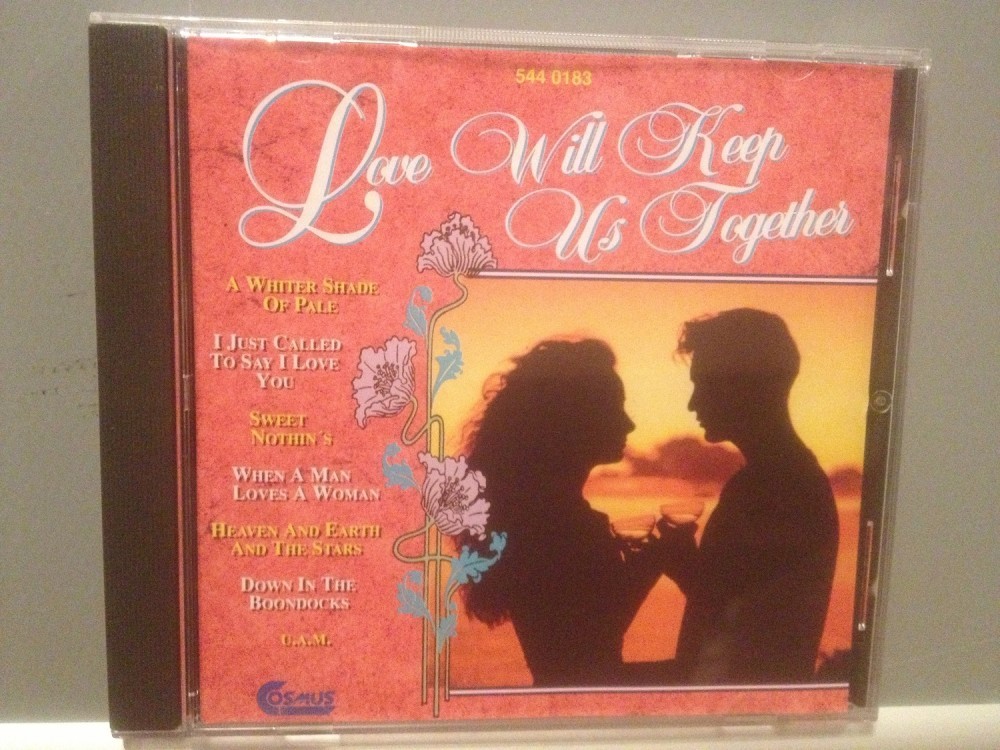 544 0183
Love Will Keep
Us Together
A WHITER SHADE
OF PALE
I JUST CALLED
TO SAY I LOVE
YOU
SWEET
NOTHIN´S
WHEN A MAN
LOVES A WOMAN
HEAVEN AND EARTH
AND THE STARS
DOWN IN THE
BOONDOCKS
U.A.M.
COSMUS